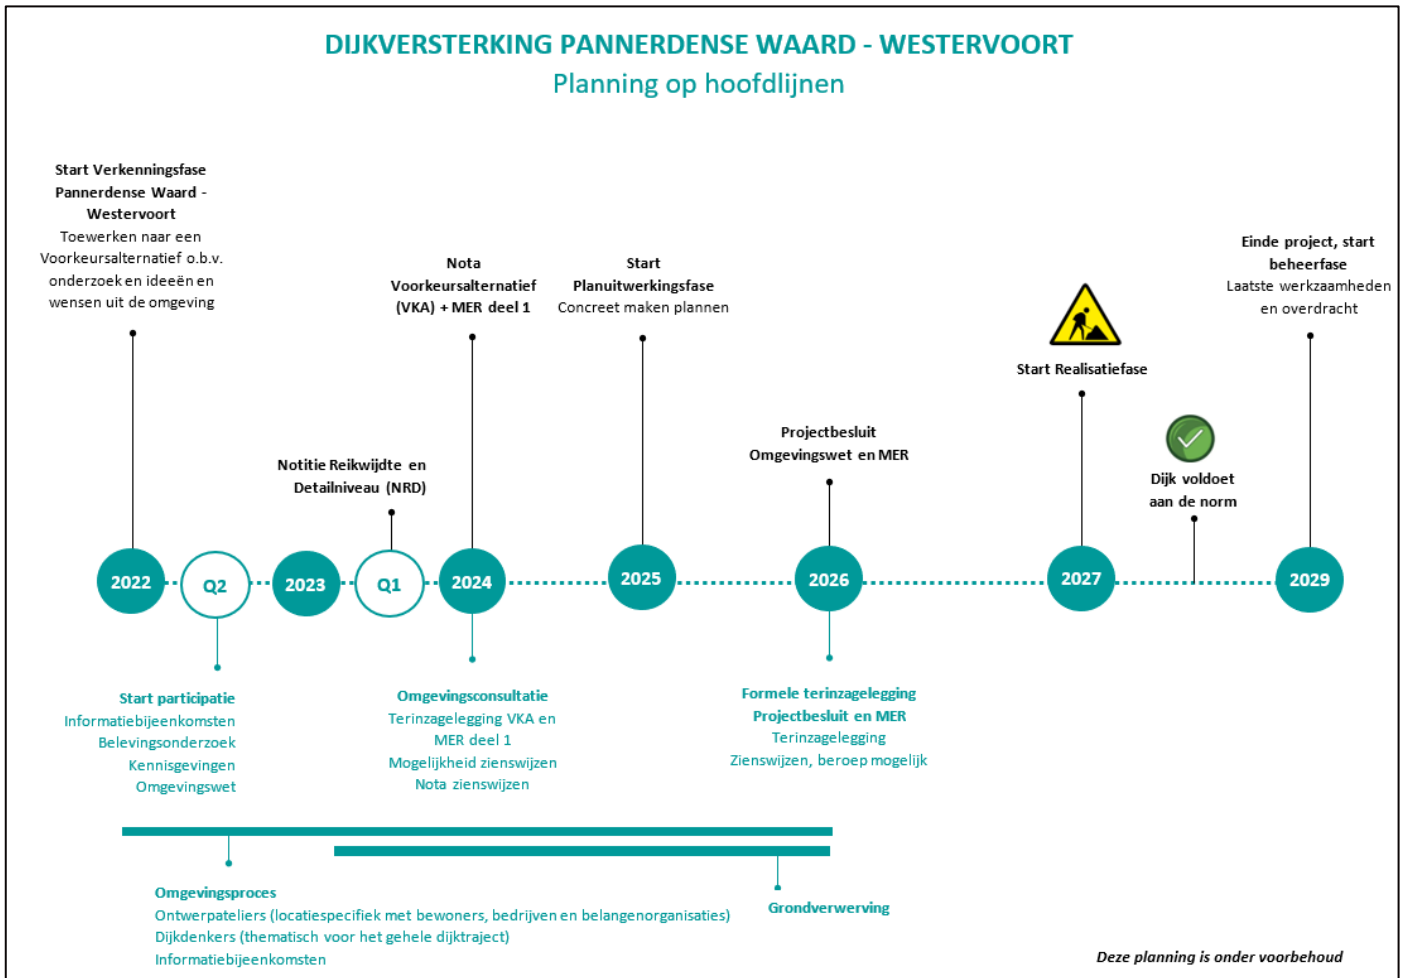 DIJKVERSTERKING PANNERDENSE WAARD - WESTERVOORT
Planning op hoofdlijnen
Start Verkenningsfase
Pannerdense Waard -
Westervoort
Toewerken naar een
Voorkeursalternatief o.b.v.
onderzoek en ideeën en
wensen uit de omgeving
Notitie Reikwijdte en
Detailniveau (NRD)
Nota
Voorkeursalternatief
(VKA) + MER deel 1
Start
Planuitwerkingsfase
Concreet maken plannen
Projectbesluit
Omgevingswet en MER
Start Realisatiefase
Dijk voldoet
aan de norm
Einde project, start
beheerfase
Laatste werkzaamheden
en overdracht
2022
Q2
2023
Q1
2024
2025
2026
2027
2029
Start participatie
Informatiebijeenkomsten
Belevingsonderzoek
Kennisgevingen
Omgevingswet
Omgevingsconsultatie
Terinzagelegging VKA en
MER deel 1
Mogelijkheid zienswijzen
Nota zienswijzen
Formele terinzagelegging
Projectbesluit en MER
Terinzagelegging
Zienswijzen, beroep mogelijk
Omgevingsproces
Ontwerpateliers (locatiespecifiek met bewoners, bedrijven en belangenorganisaties)
Dijkdenkers (thematisch voor het gehele dijktraject)
Informatiebijeenkomsten
Grondverwerving
Deze planning is onder voorbehoud